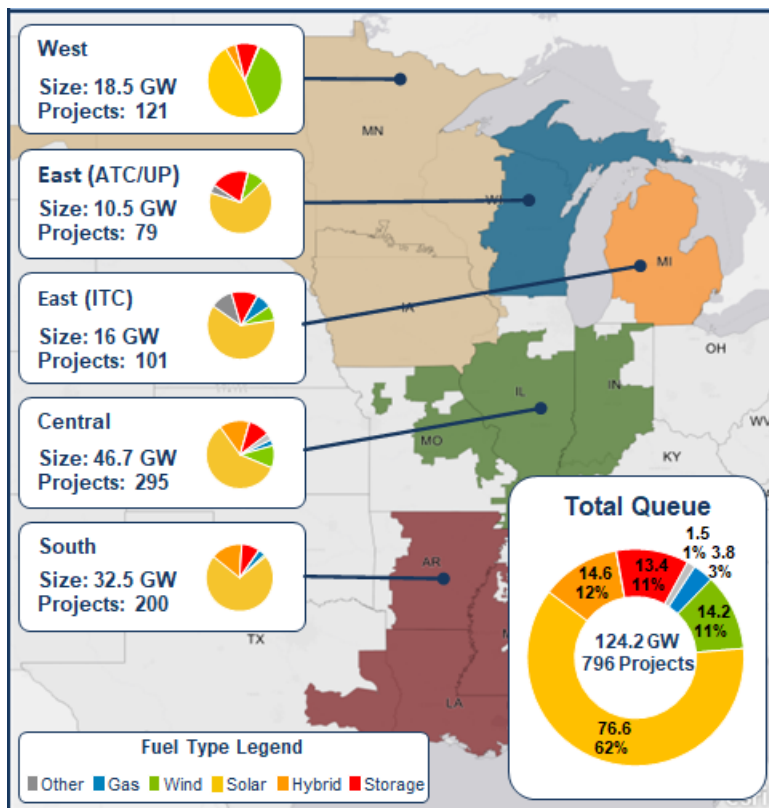 West
Size: 18.5 GW
Projects: 121
East (ATC/UP)
Size: 10.5 GW
Projects: 79
East (ITC)
Size: 16 GW
Projects: 101
Central
Size: 46.7 GW
Projects: 295
South
Size: 32.5 GW
Projects: 200
MN
WI
MI
IA
OH
IL
IN
MO
WV
KY
AR
TX
LA
Total Queue
1.5
1%
3.8
3%
14.2
11%
76.6
62%
14.6
12%
13.4
11%
124.2 GW
796 Projects
Fuel Type Legend
Other Gas Wind Solar Hybrid Storage